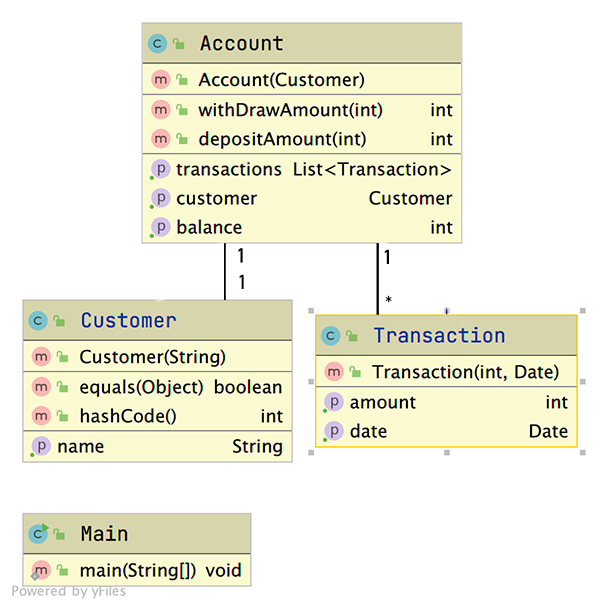 Account
Account(Customer)
withDrawAmount(int) int
depositAmount(int) int
transactions List<Transaction>
customer Customer
balance int
1
1
1
*
Customer
Customer(String)
equals(Object) boolean
hashCode() int
name String
Transaction
Transaction(int, Date)
amount int
date Date
Main
main(String[]) void
Powered by yFiles